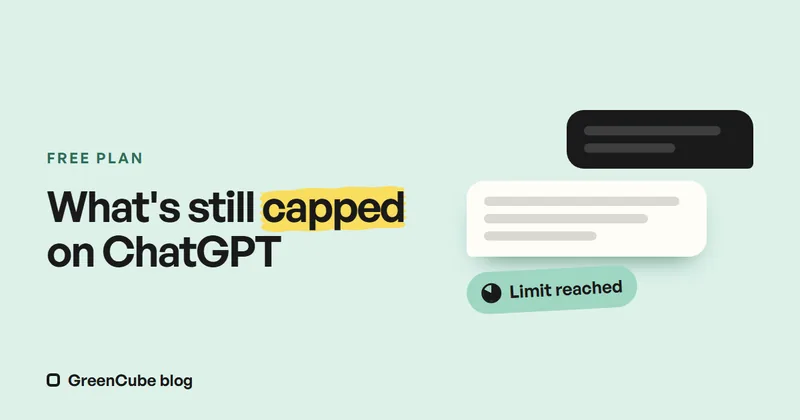 FREE PLAN
What's still capped
on ChatGPT
Limit reached
GreenCube blog